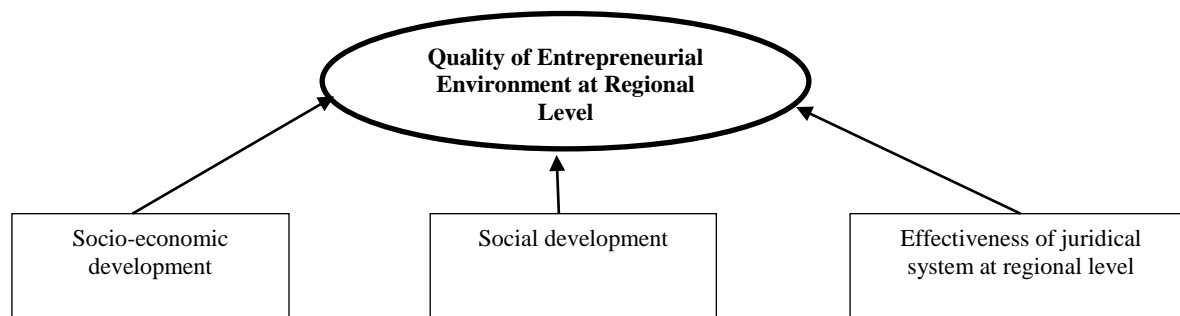 Quality of Entrepreneurial
Environment at Regional
Level
Socio-economic
development
Social development
Effectiveness of juridical
system at regional level